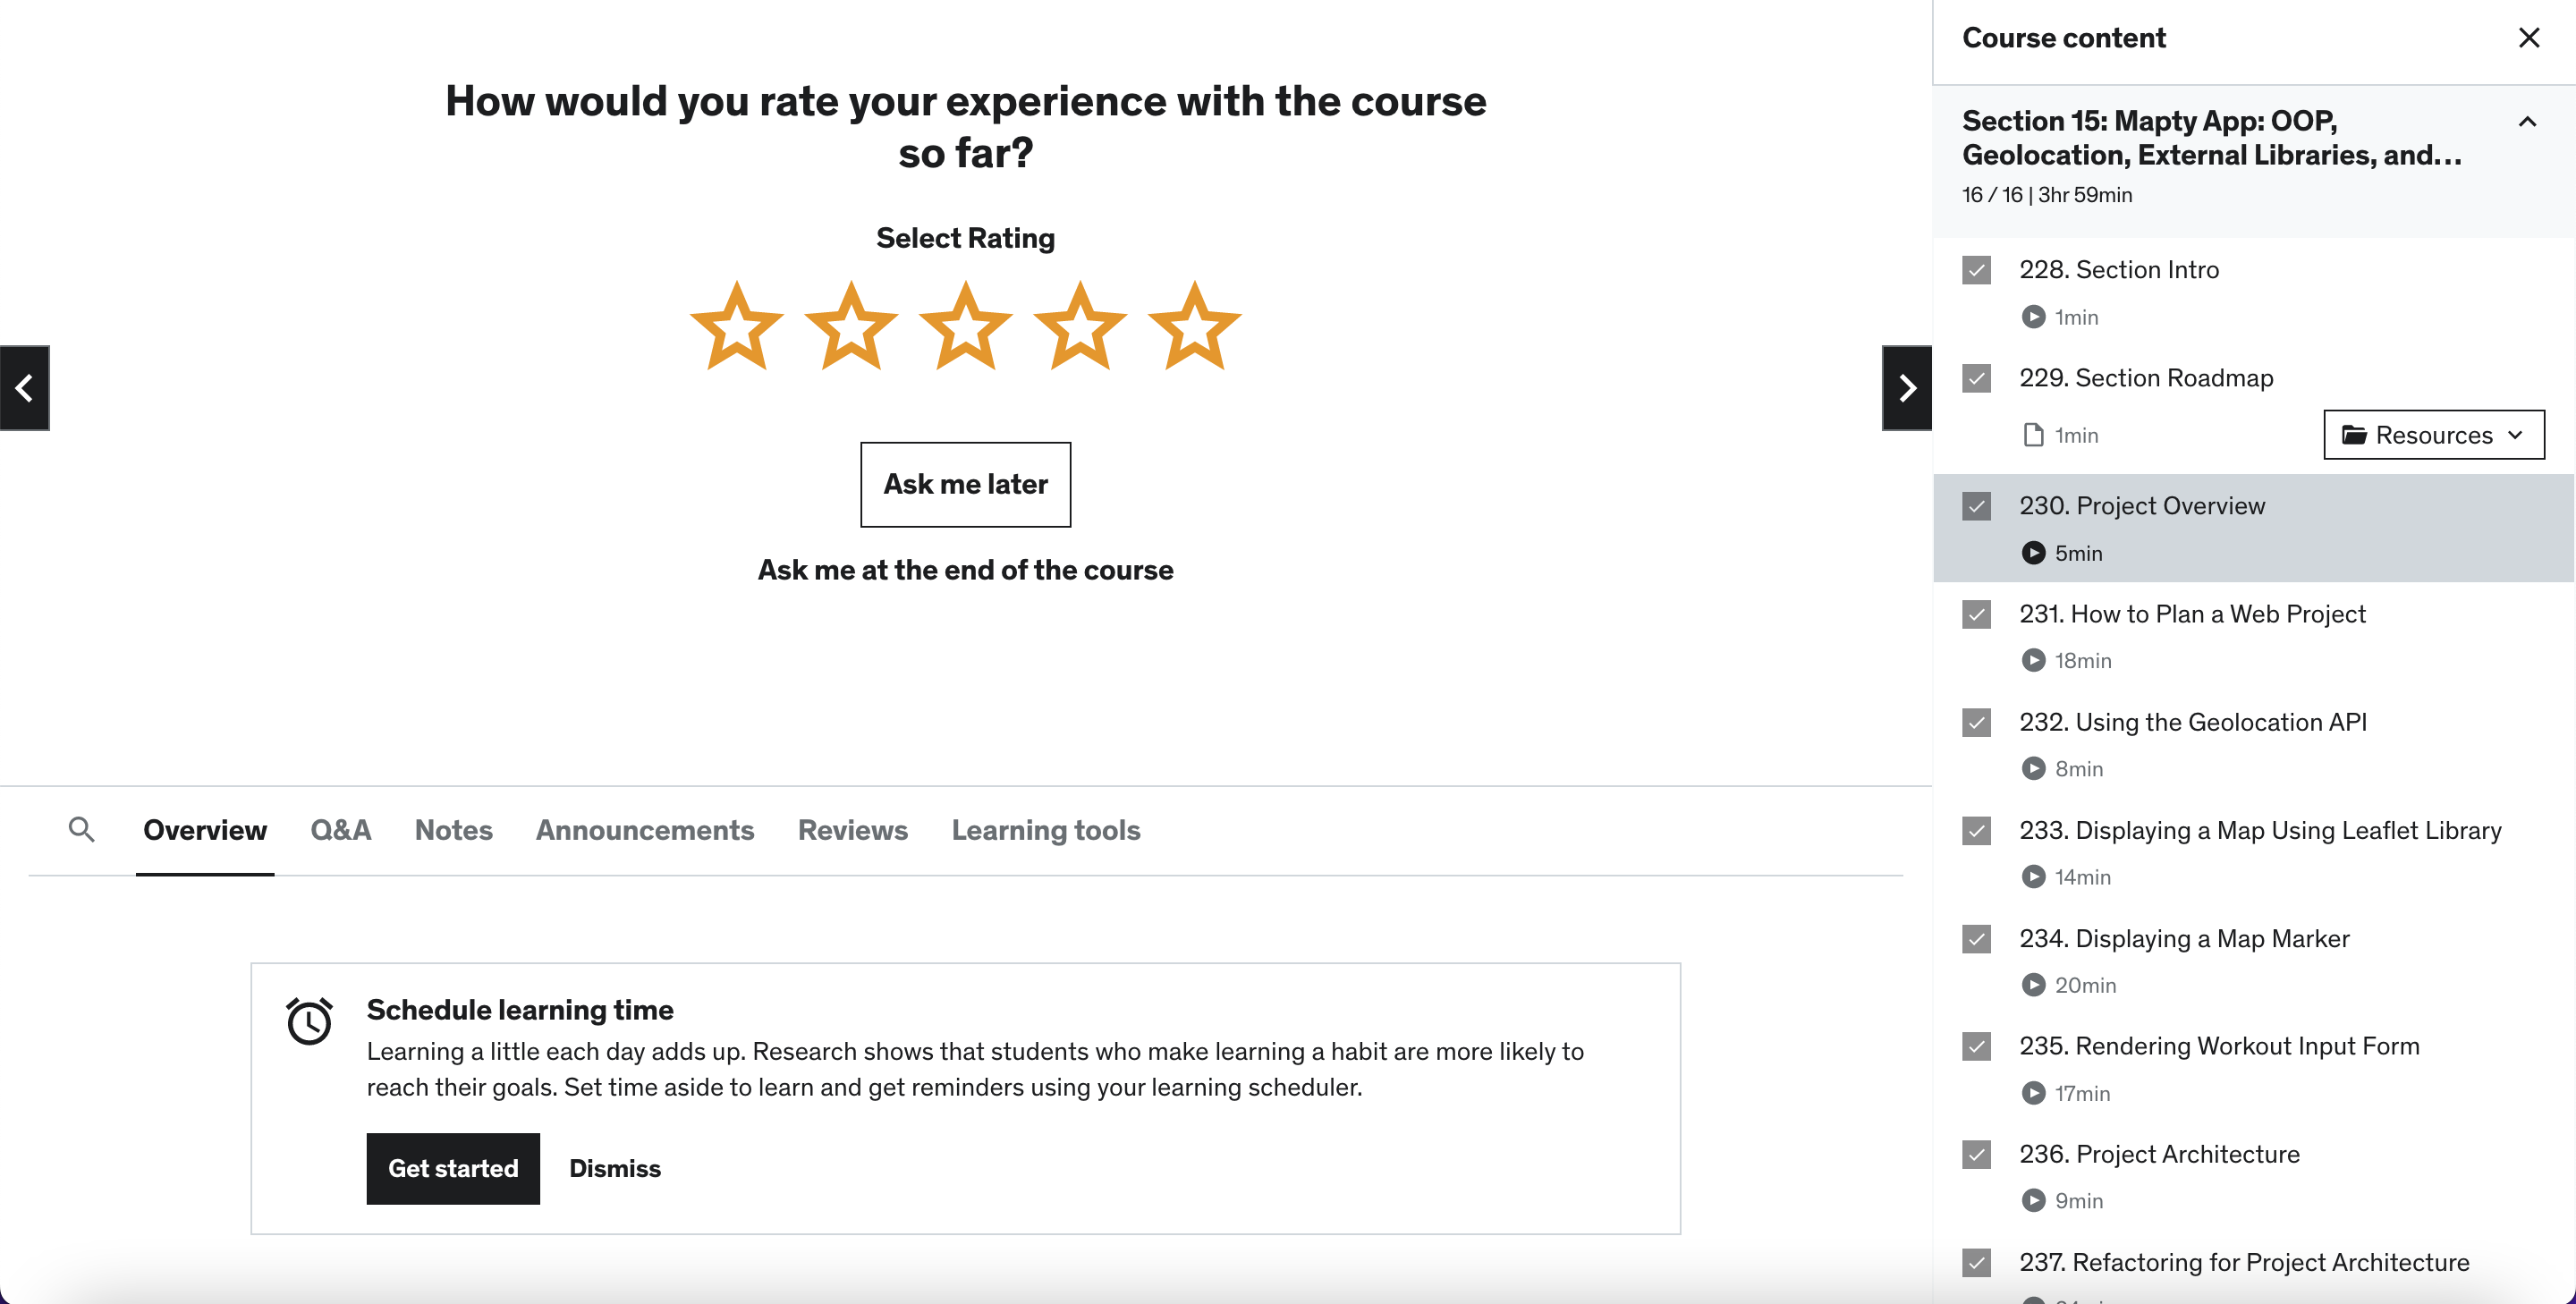 How would you rate your experience with the course
so far?
Select Rating
Ask me later
Ask me at the end of the course
Overview
Q&A
Notes
Announcements
Reviews
Learning tools
Schedule learning time
Learning a little each day adds up. Research shows that students who make learning a habit are more likely to
reach their goals. Set time aside to learn and get reminders using your learning scheduler.
Get started
Dismiss
Course content
Section 15: Mapty App: OOP,
Geolocation, External Libraries, and...
16 / 16 | 3hr 59min
228. Section Intro
1min
229. Section Roadmap
1min
Resources
230. Project Overview
5min
231. How to Plan a Web Project
18min
232. Using the Geolocation API
8min
233. Displaying a Map Using Leaflet Library
14min
234. Displaying a Map Marker
20min
235. Rendering Workout Input Form
17min
236. Project Architecture
9min
237. Refactoring for Project Architecture